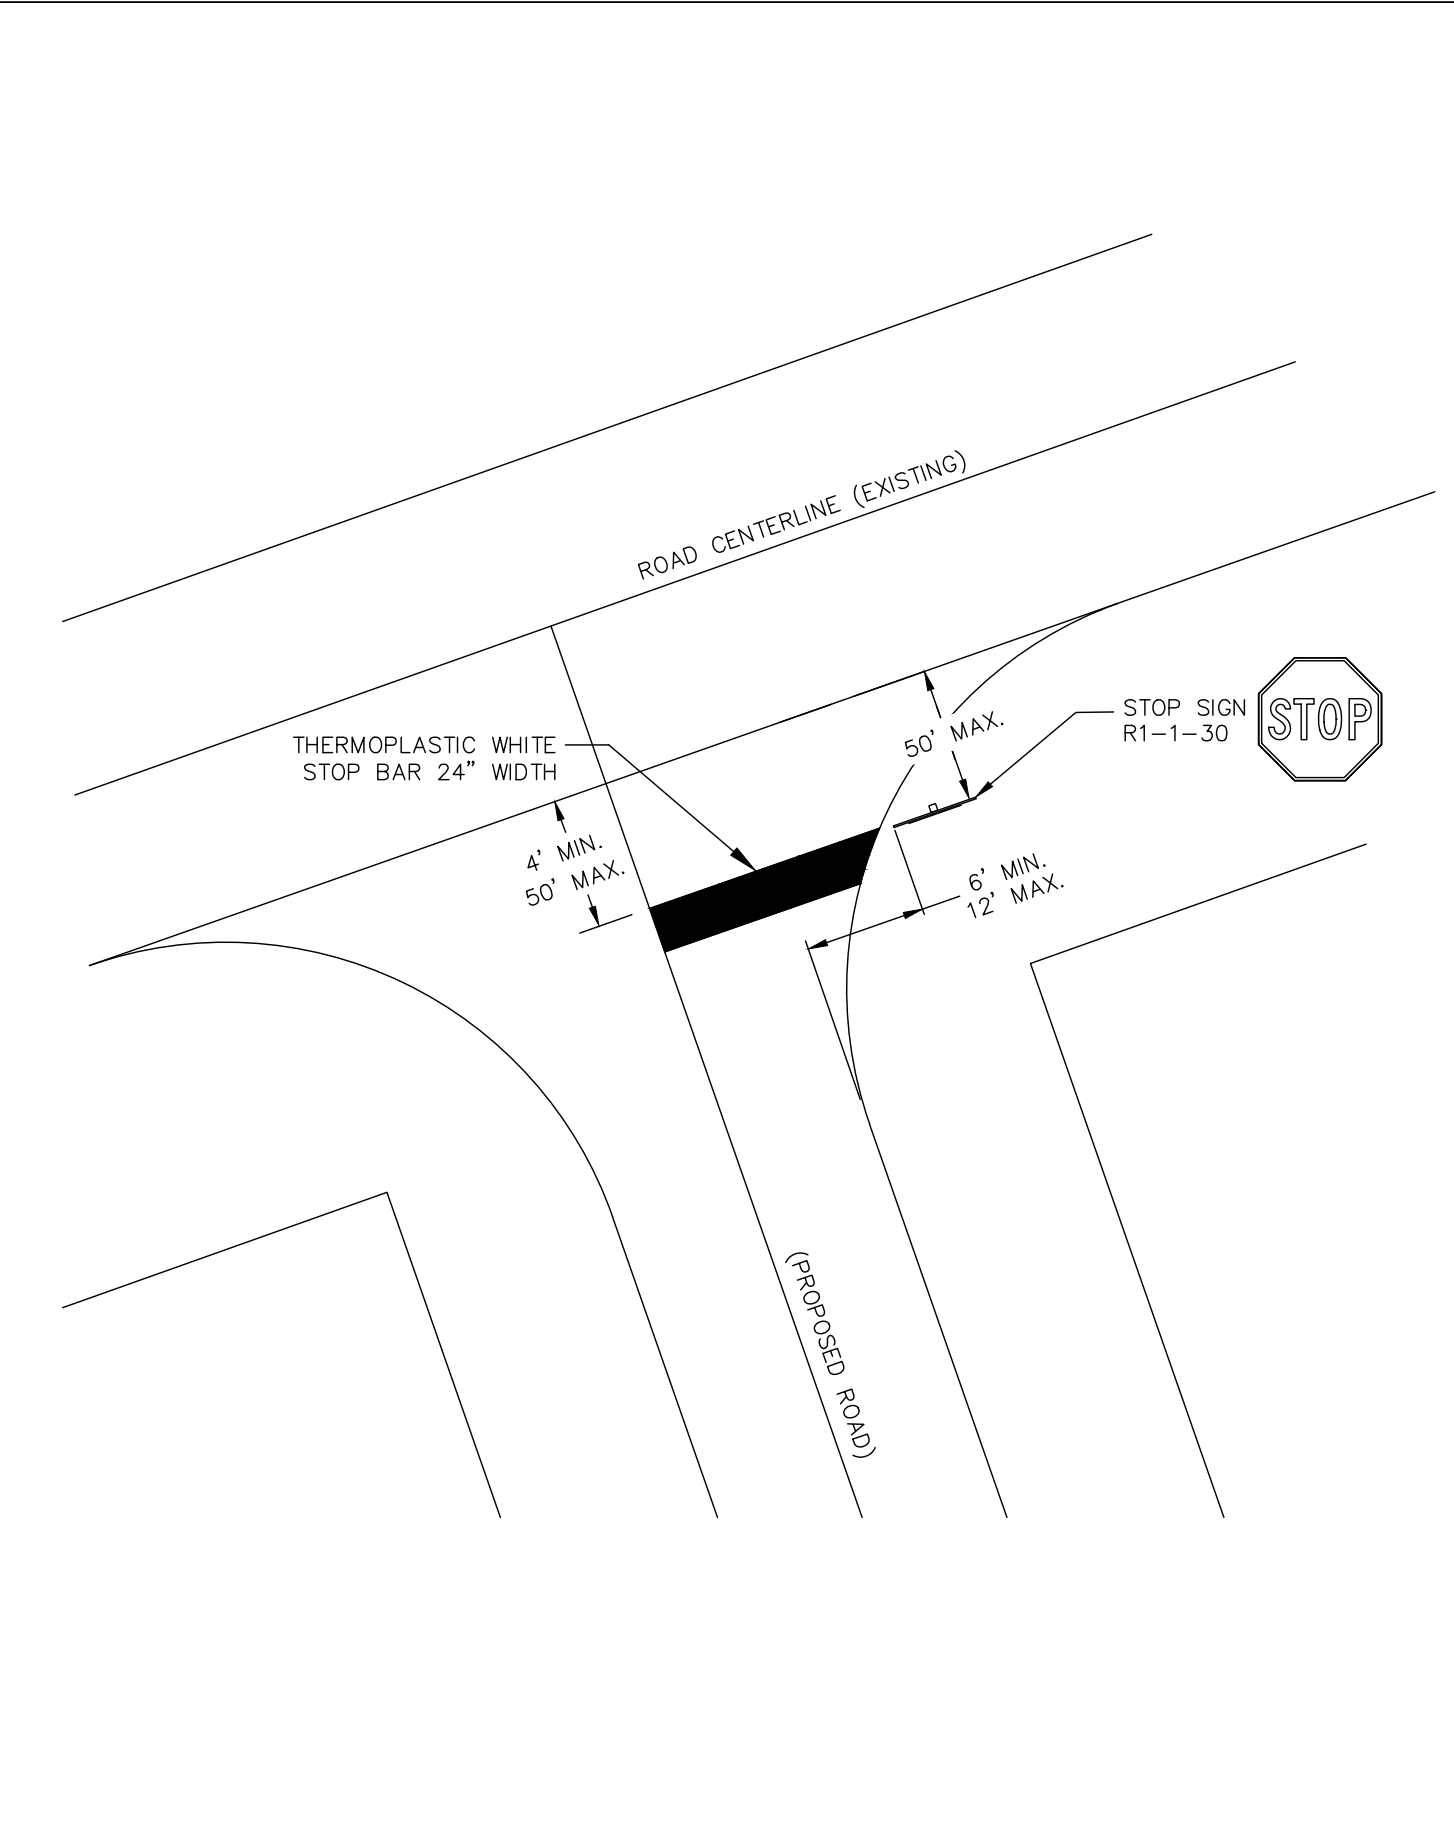 ROAD CENTERLINE (EXISTING)
THERMOPLASTIC WHITE
STOP BAR 24” WIDTH
50’ MAX.
STOP SIGN
R1-1-30
STOP
4’ MIN.
50’ MAX.
6’ MIN.
12’ MAX.
(PROPOSED ROAD)